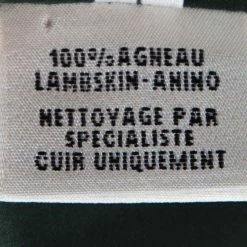 100%AGNEAU
LAMBSKIN-ANINO
NETTOYAGE PAR
SPECIALISTE
CUIR UNIQUEMENT